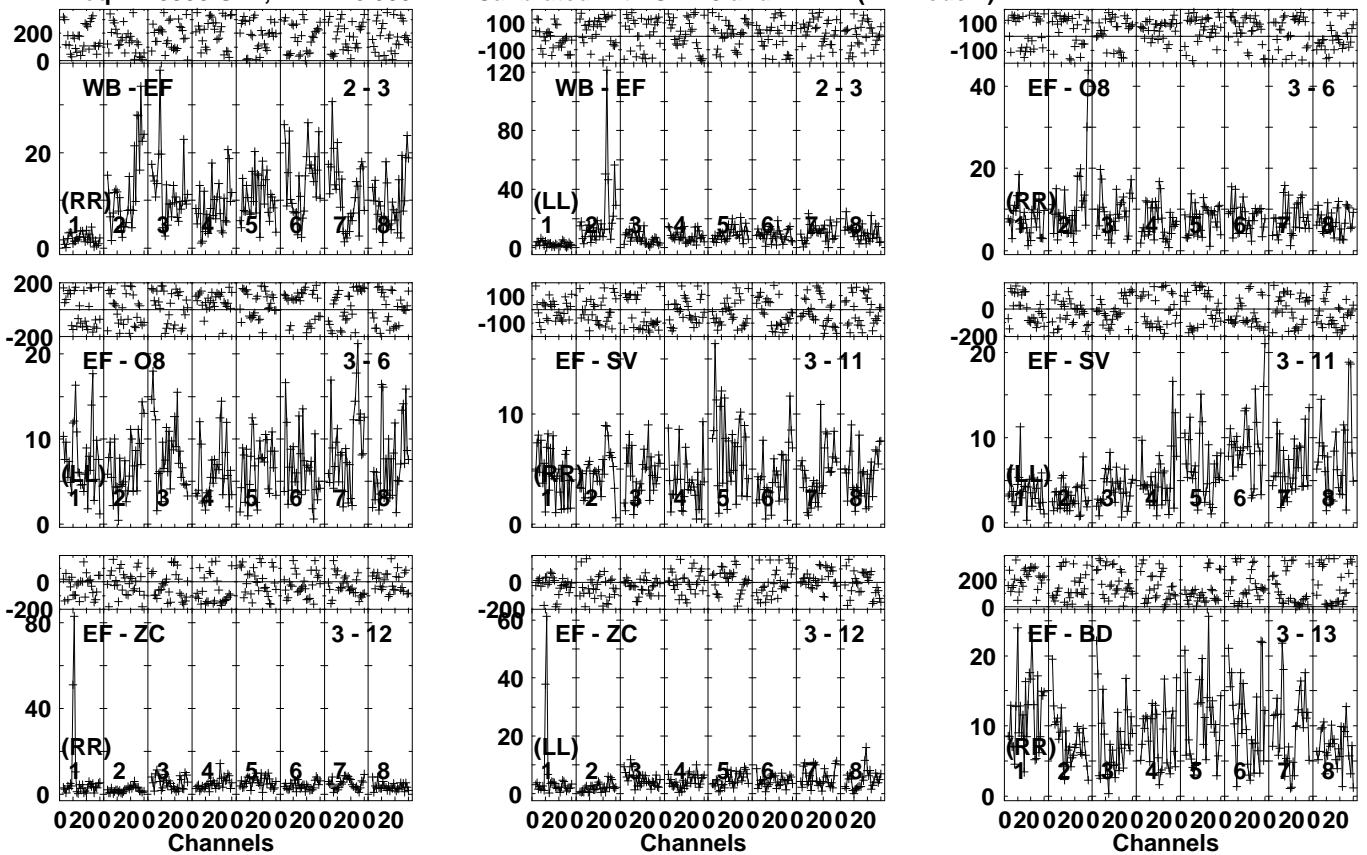 200 0 WB - EF 2 - 3 20 0 (RR) 1 2 3 4 5 6 7 8
100 -100 120 WB - EF 2 - 3 80 40 0 (LL) 1 2 3 4 5 6 7 8
100 -100 40 EF - O8 3 - 6 20 0 (RR) 1 2 3 4 5 6 7 8
200 0 -200 20 EF - O8 3 - 6 10 0 (LL) 1 2 3 4 5 6 7 8
100 -100 EF - SV 3 - 11 10 0 (RR) 1 2 3 4 5 6 7 8
0 -200 20 EF - SV 3 - 11 10 0 (LL) 1 2 3 4 5 6 7 8
0 -200 80 EF - ZC 3 - 12 40 0 (RR) 1 2 3 4 5 6 7 8
0 -200 60 EF - ZC 3 - 12 40 20 0 (LL) 1 2 3 4 5 6 7 8
200 0 EF - BD 3 - 13 20 10 0 (RR) 1 2 3 4 5 6 7 8
0 20 0 20 0 20 0 20 0 20 0 20 0 20 0 20
0 20 0 20 0 20 0 20 0 20 0 20 0 20 0 20
0 20 0 20 0 20 0 20 0 20 0 20 0 20 0 20
Channels
Channels
Channels